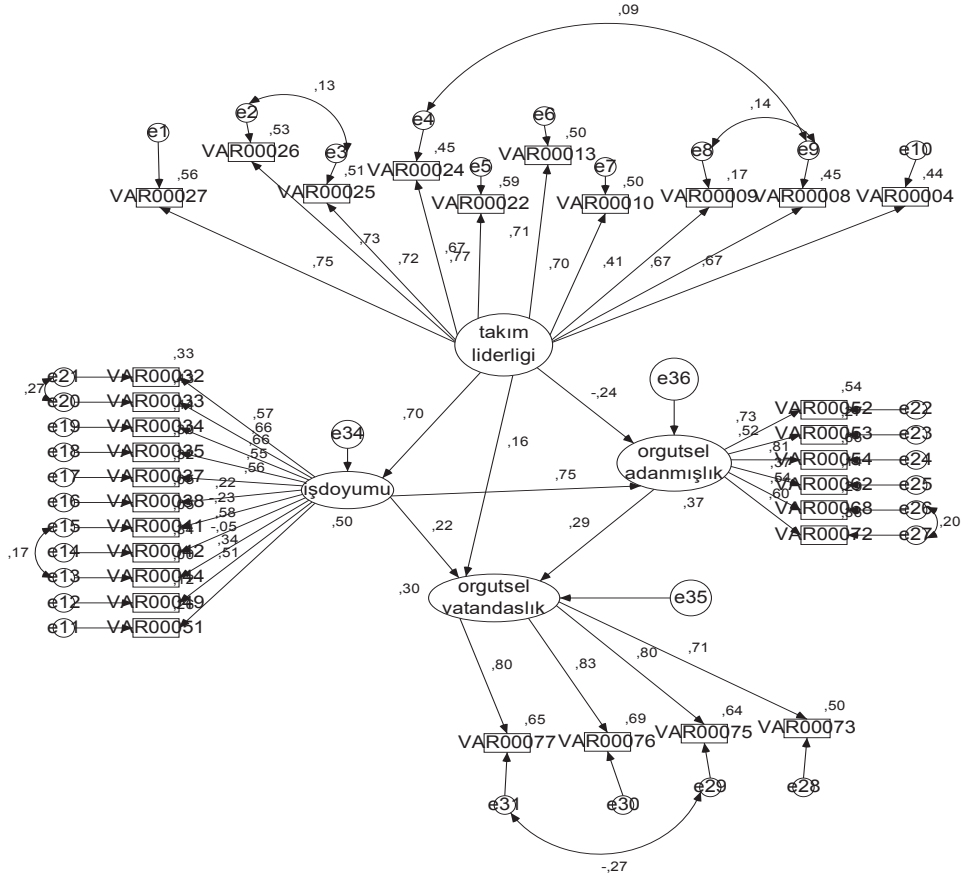 ,09
,13
,14
e2
e4
e6
e1
,53
,50
e8
e9
e10
VAR00026
e3
,45
VAR00013
,56
,51
VAR00024
e5
,59
e7
,50
,17
,45
,44
VAR00027
VAR00025
VAR00022
VAR00010
VAR00009
VAR00008
VAR00004
,75
,73
,72
,67
,77
,71
,70
,41
,67
,67
takım
liderligi
,33
e21
VAR00032
,27
e20
VAR00033
e19
VAR00034
e18
VAR00035
e17
VAR00037
e16
VAR00038
e15
VAR00041
,17
e14
VAR00042
e13
e12
e11
VAR00051
,57
,66
,66
,55
,56
,22
-,23
,58
-,05
,34
,51
,70
,16
-,24
e34
e36
işdoyumu
,50
,75
orgutsel
adanmışlık
,37
,54
,73
VAR00052
e22
,52
VAR00053
e23
,81
VAR00054
e24
VAR00062
e25
,54
VAR00068
e26
,60
VAR00072
e27
,20
,22
,29
,30
orgutsel
vatandaslık
e35
,80
,83
,80
,71
,65
,69
,64
,50
VAR00077
VAR00076
VAR00075
VAR00073
e31
e30
e29
e28
-,27